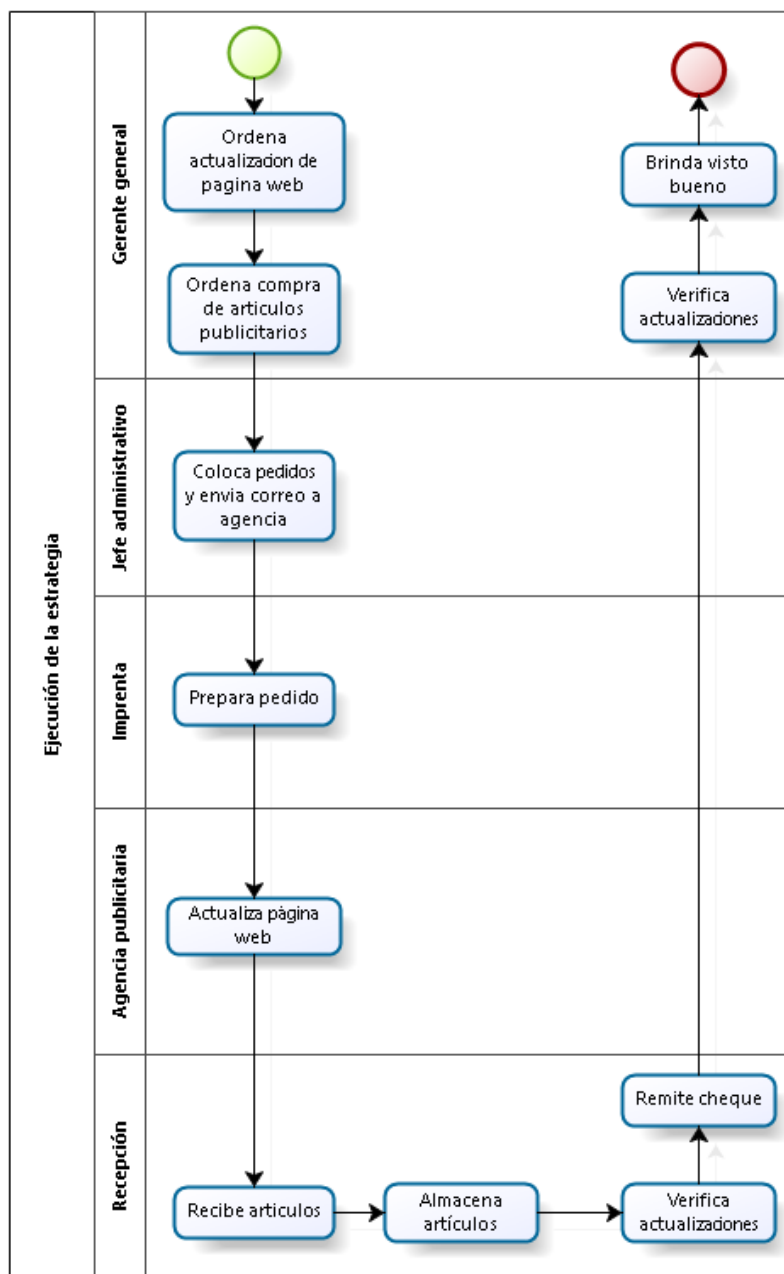 Ejecución de la estrategia
Gerente general
Ordena
actualizacion de
pagina web
Ordena compra
de articulos
publicitarios
Brinda visto
bueno
Verifica
actualizaciones
Jefe administrativo
Coloca pedidos
y envia correo a
agencia
Imprenta
Prepara pedido
Agencia publicitaria
Actualiza pàgina
web
Recepción
Recibe articulos
Almacena
artículos
Verifica
actualizaciones
Remite cheque